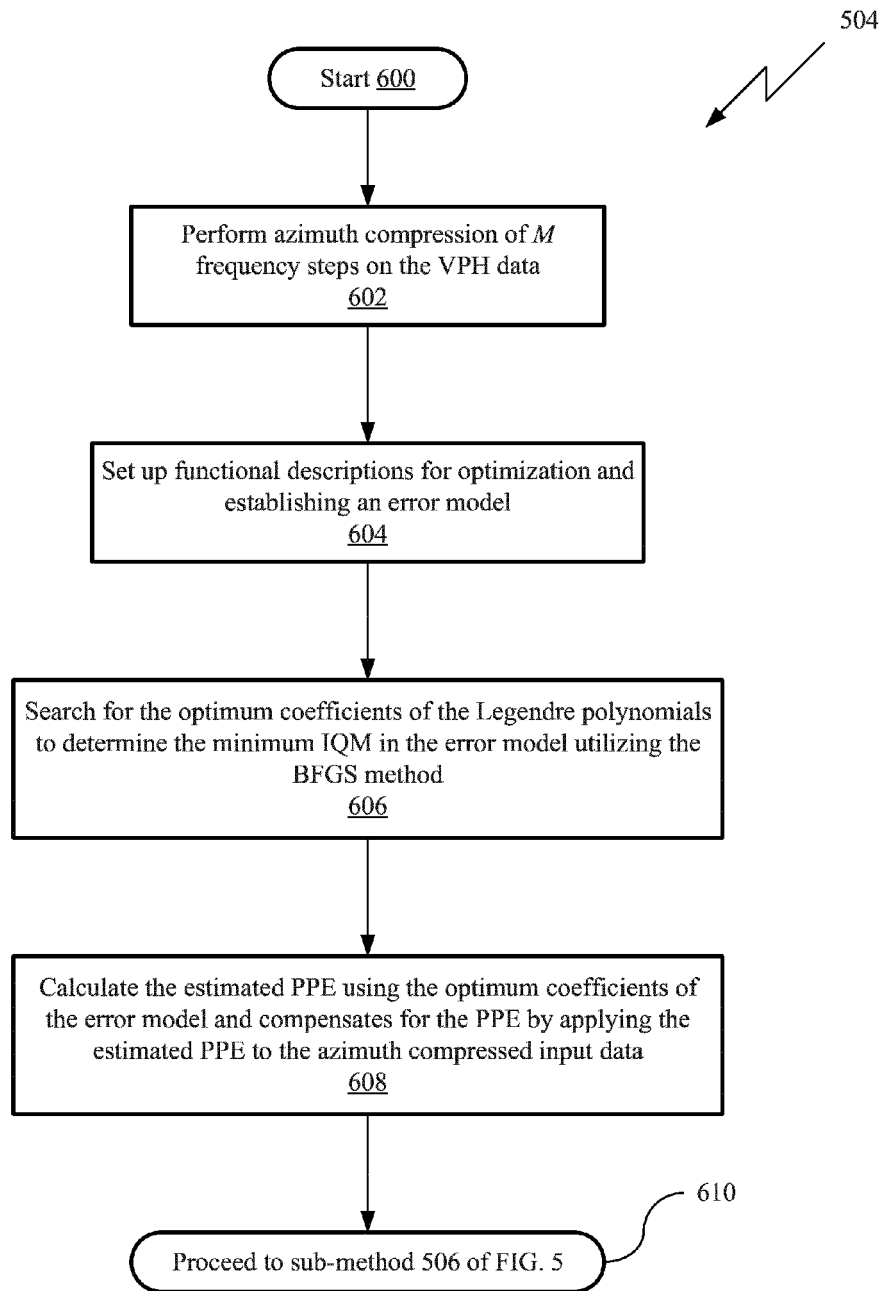 504
Start 600
Perform azimuth compression of M
frequency steps on the VPH data
602
Set up functional descriptions for optimization and
establishing an error model
604
Search for the optimum coefficients of the Legendre polynomials
to determine the minimum IQM in the error model utilizing the
BFGS method
606
Calculate the estimated PPE using the optimum coefficients of
the error model and compensates for the PPE by applying the
estimated PPE to the azimuth compressed input data
608
610
Proceed to sub-method 506 of FIG. 5